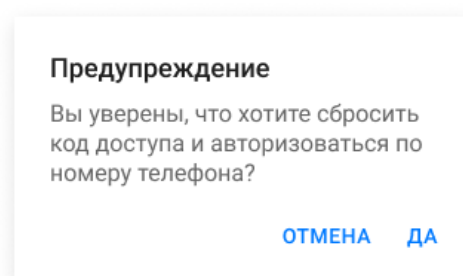 Предупреждение
Вы уверены, что хотите сбросить
код доступа и авторизоваться по
номеру телефона?
ОТМЕНА ДА